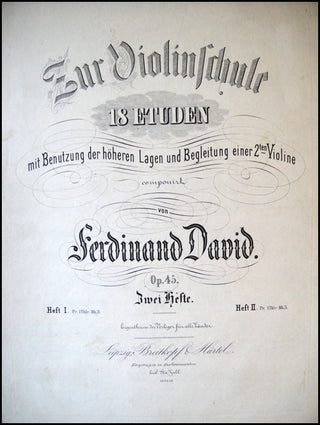 Zur Violinschule
18 ETUDEN
mit Benutzung der höheren Lagen und Begleitung einer 2ten Violine
componirt
von
Ferdinand David.
Op. 45.
Zwei Hefte.
Heft I. Heft II.
Eigenthum der Verleger für alle Länder
Leipzig, Breitkopf & Härtel.